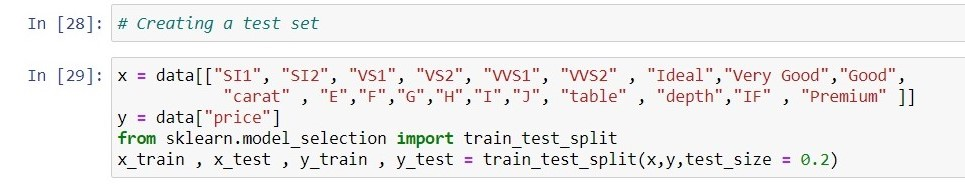 In [28]: # Creating a test set
In [29]: x = data[["SI1", "SI2", "VS1", "VS2", "VVS1", "VVS2" , "Ideal","Very Good","Good",
"carat" , "E","F","G","H","I","J", "table" , "depth","IF" , "Premium" ]]
y = data["price"]
from sklearn.model_selection import train_test_split
x_train , x_test , y_train , y_test = train_test_split(x,y,test_size = 0.2)